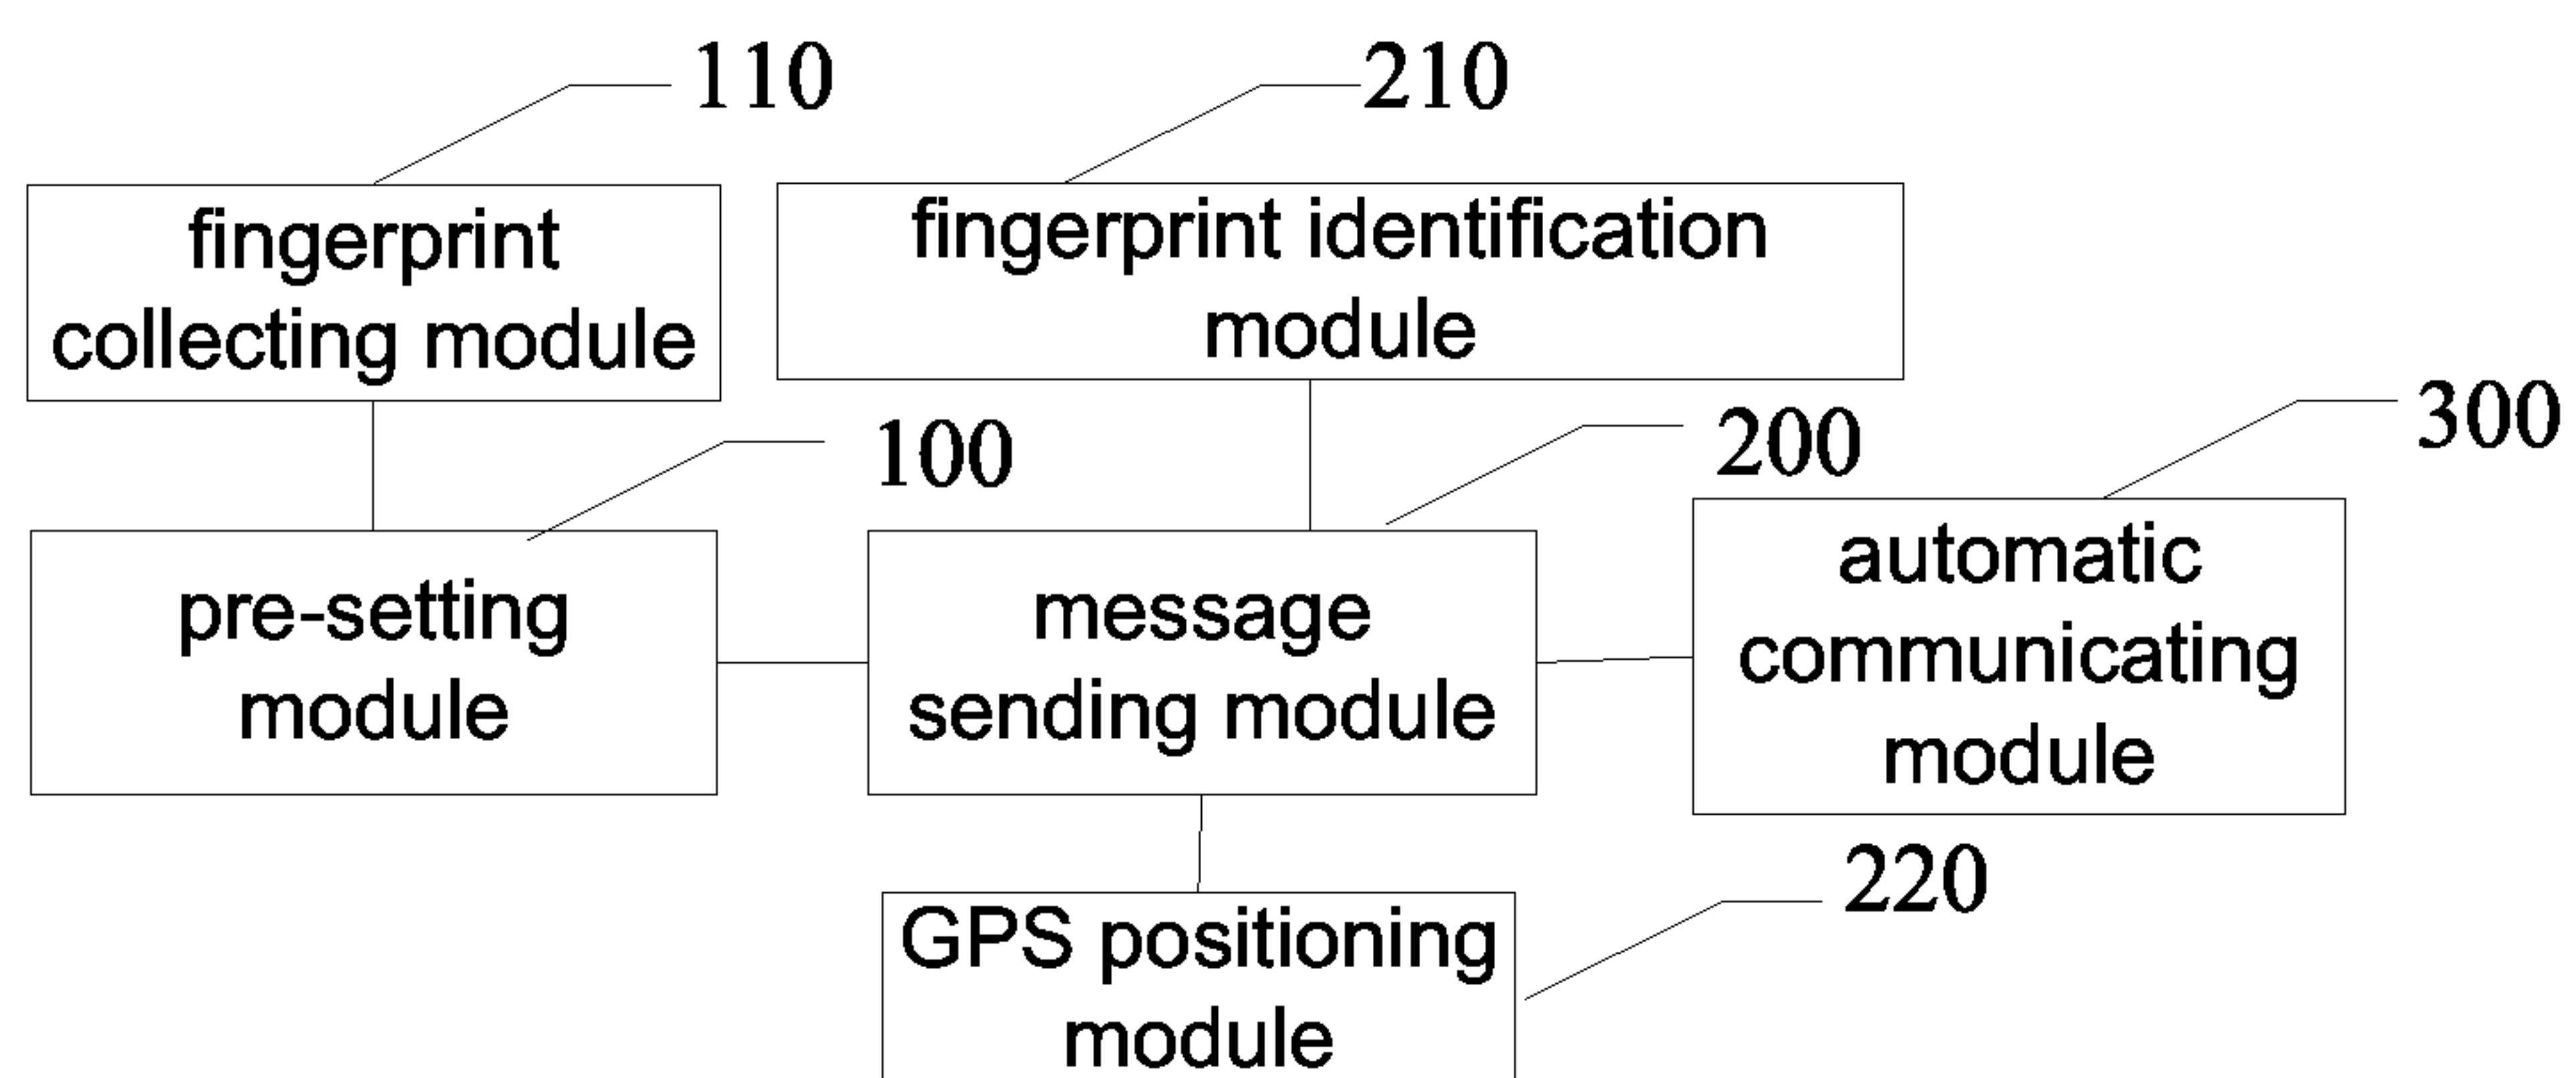 110
210
fingerprint
collecting module
fingerprint identification
module
300
100
200
pre-setting
module
message
sending module
automatic
communicating
module
220
GPS positioning
module